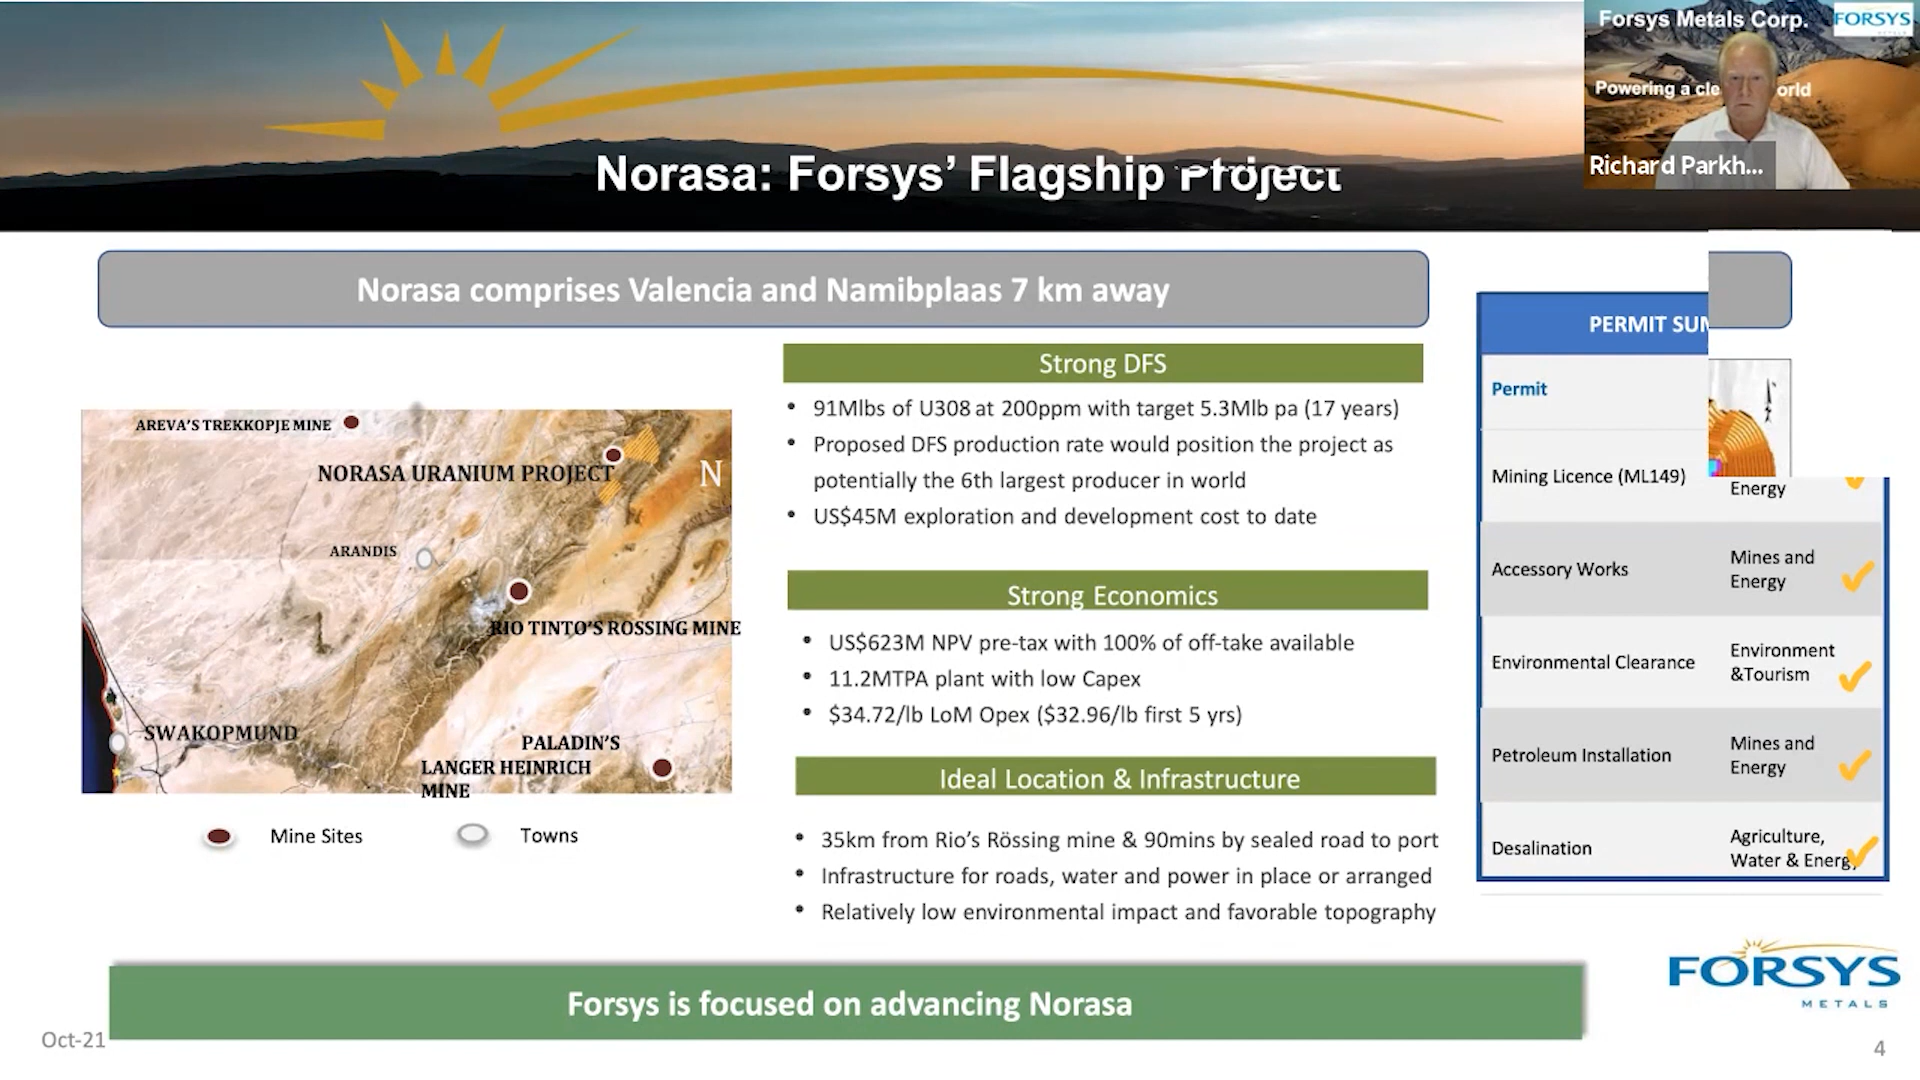 Forsys Metals Corp.
FORSYS
METALS
Powering a cle orld
Richard Parkh...
Norasa: Forsys’ Flagship Project
Norasa comprises Valencia and Namibplaas 7 km away
AREVA’S TREKKOPJE MINE
NORASA URANIUM PROJECT
N
ARANDIS
RIO TINTO’S ROSSING MINE
SWAKOPMUND
PALADIN’S
LANGER HEINRICH
MINE
Mine Sites
Towns
Strong DFS
• 91Mlbs of U308 at 200ppm with target 5.3Mlb pa (17 years)
• Proposed DFS production rate would position the project as
potentially the 6th largest producer in world
• US$45M exploration and development cost to date
Strong Economics
• US$623M NPV pre-tax with 100% of off-take available
• 11.2MTPA plant with low Capex
• $34.72/lb LoM Opex ($32.96/lb first 5 yrs)
Ideal Location & Infrastructure
• 35km from Rio’s Rössing mine & 90mins by sealed road to port
• Infrastructure for roads, water and power in place or arranged
• Relatively low environmental impact and favorable topography
PERMIT SUM
Permit
Mining Licence (ML149)
Energy
Accessory Works
Mines and
Energy
Environmental Clearance
Environment
&Tourism
Petroleum Installation
Mines and
Energy
Desalination
Agriculture,
Water & Energy
Forsys is focused on advancing Norasa
FORSYS
METALS
Oct-21
4